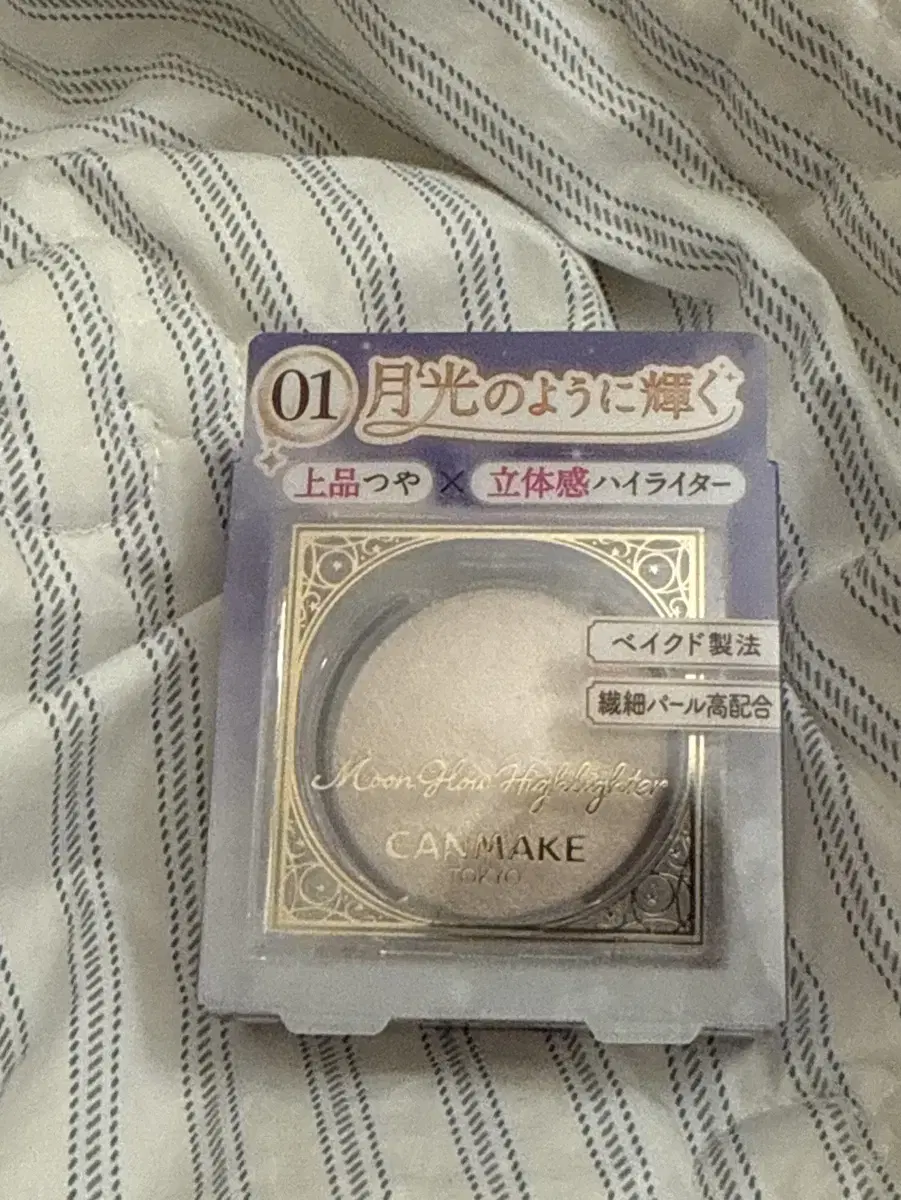 01 月光のように輝く
上品つや × 立体感ハイライター
ベイクド製法
繊細パール高配合
Moon Glow Highlighter
CANMAKE
TOKYO